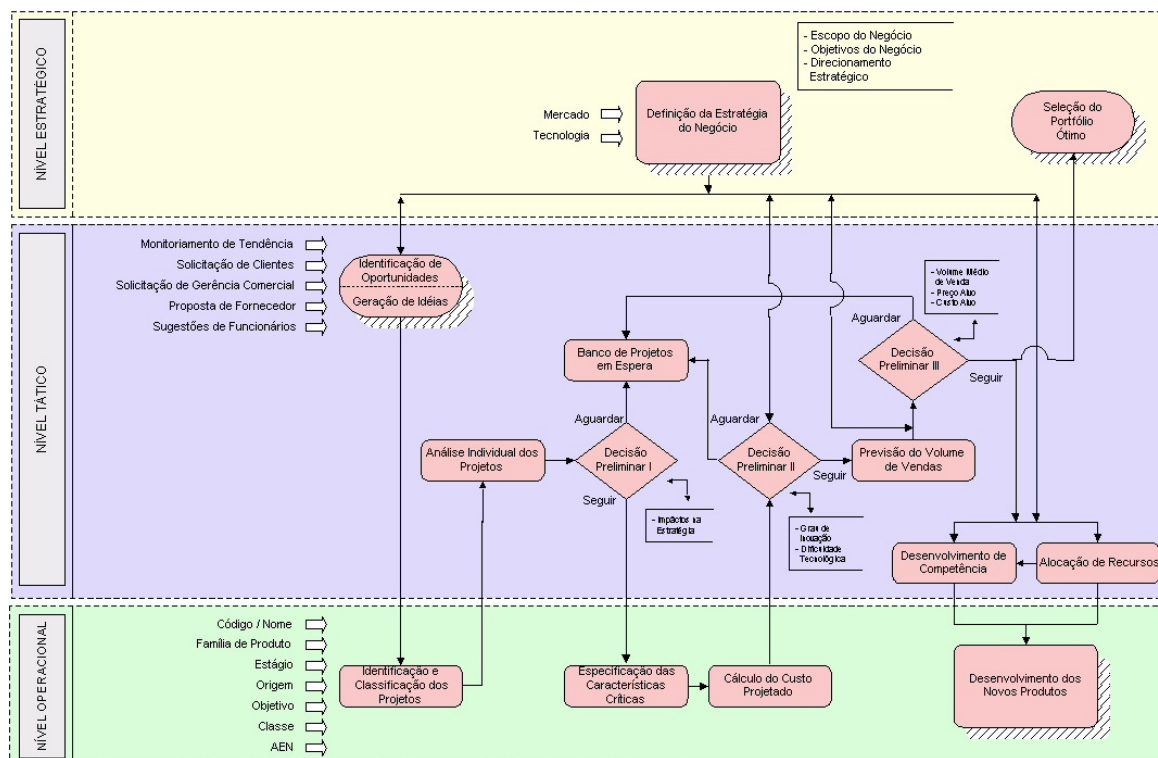 NÍVEL ESTRATÉGICO
- Escopo do Negócio
- Objetivos do Negócio
- Direcionamento
Estratégico
Mercado
Tecnologia
Definição da Estratégia
do Negócio
Seleção do
Portfólio
Ótimo
NÍVEL TÁTICO
Monitoriamento de Tendência
Solicitação de Clientes
Solicitação de Gerência Comercial
Proposta de Fornecedor
Sugestões de Funcionários
Identificação de
Oportunidades
Geração de Idéias
- Volume Médio
de Venda
- Preço Alvo
- Custo Alvo
Aguardar
Decisão
Preliminar III
Seguir
Banco de Projetos
em Espera
Aguardar
Aguardar
Análise Individual dos
Projetos
Decisão
Preliminar I
Seguir
- Impactos na
Estratégia
Decisão
Preliminar II
Seguir
- Grau de
Inovação
- Dificuldade
Tecnológica
Previsão do Volume
de Vendas
Desenvolvimento de
Competência
Alocação de Recursos
NÍVEL OPERACIONAL
Código / Nome
Família de Produto
Estágio
Origem
Objetivo
Classe
AEN
Identificação e
Classificação dos
Projetos
Especificação das
Características
Críticas
Cálculo do Custo
Projetado
Desenvolvimento dos
Novos Produtos